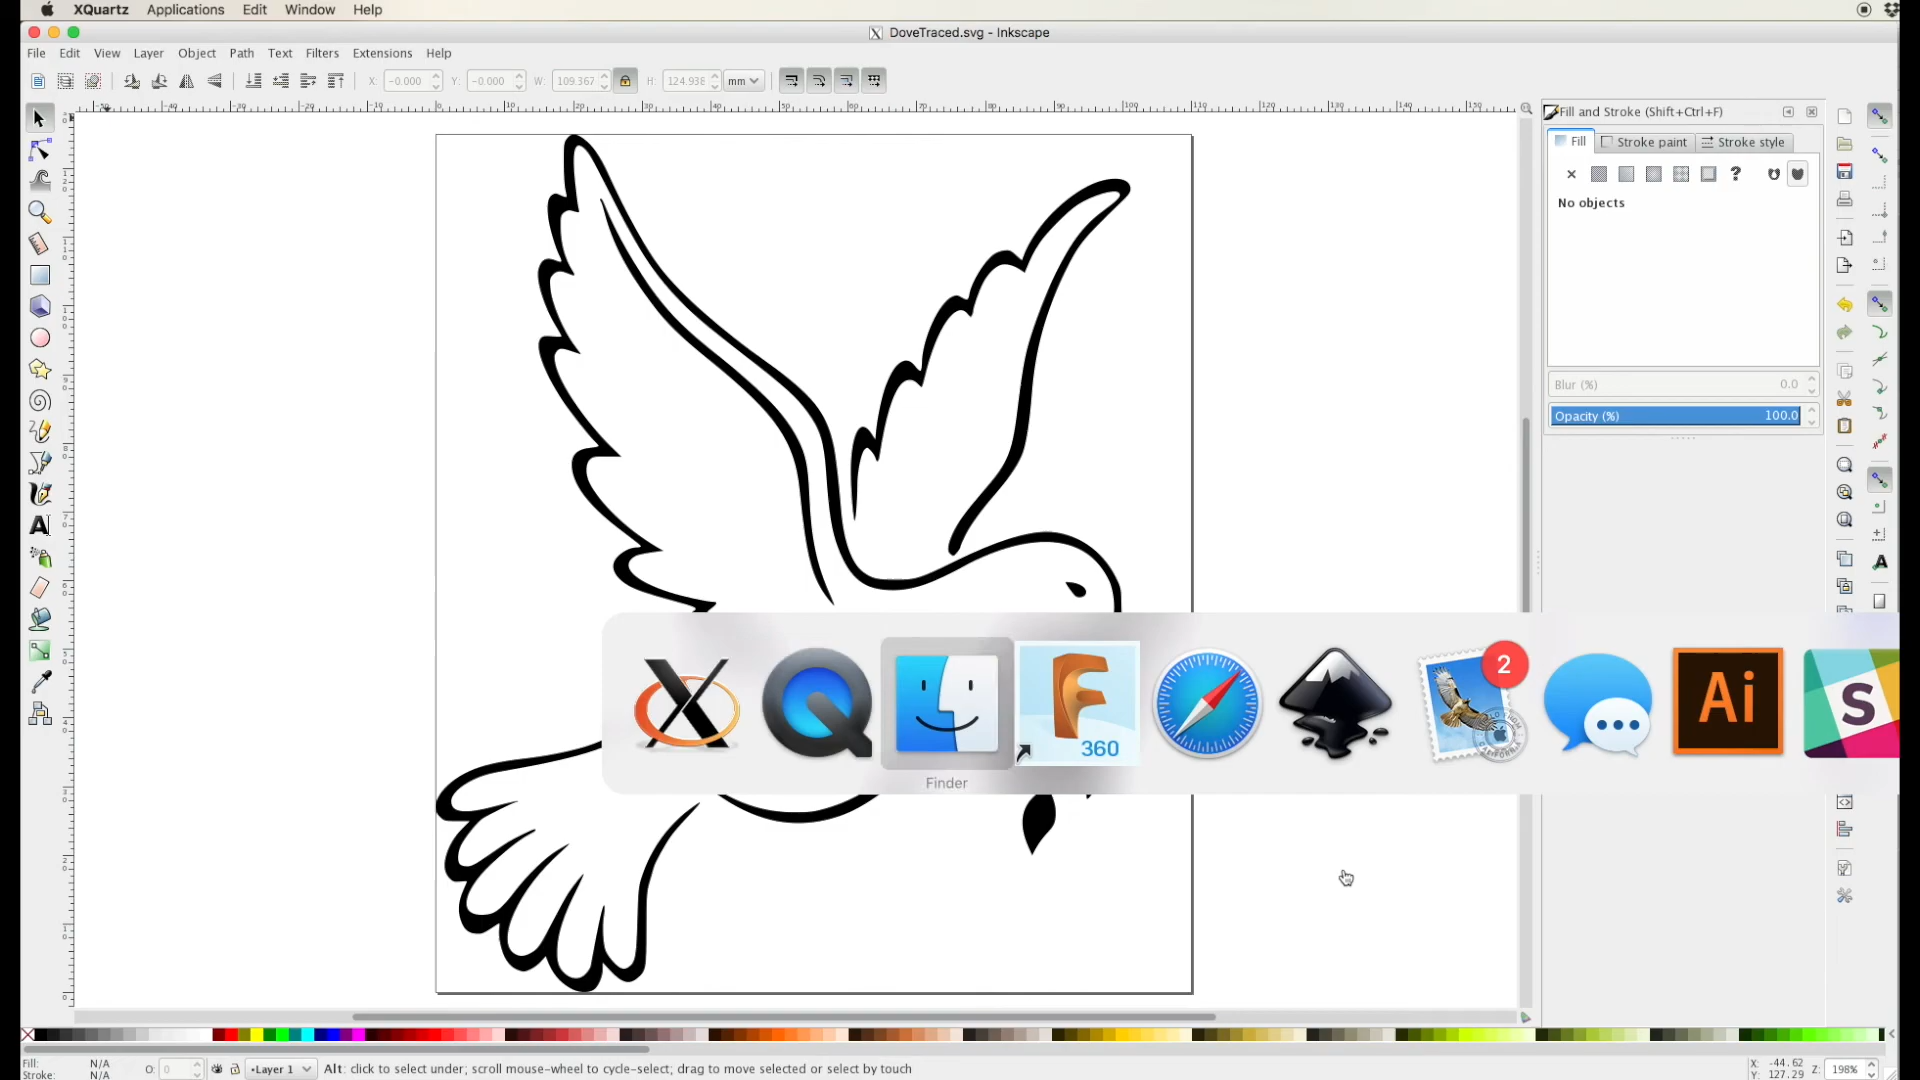 XQuartz Applications Edit Window Help
DoveTraced.svg - Inkscape
File Edit View Layer Object Path Text Filters Extensions Help
X: -0.000 Y: -0.000 W: 109.367 H: 124.938 mm
Fill and Stroke (Shift+Ctrl+F)
Fill Stroke paint Stroke style
No objects
Blur (%) 0.0
Opacity (%) 100.0
360
2
Ai
S
Finder
Fill: N/A
Stroke: N/A
O: 0
•Layer 1
Alt: click to select under; scroll mouse-wheel to cycle-select; drag to move selected or select by touch
X: -44.62
Y: 127.29
Z: 198%